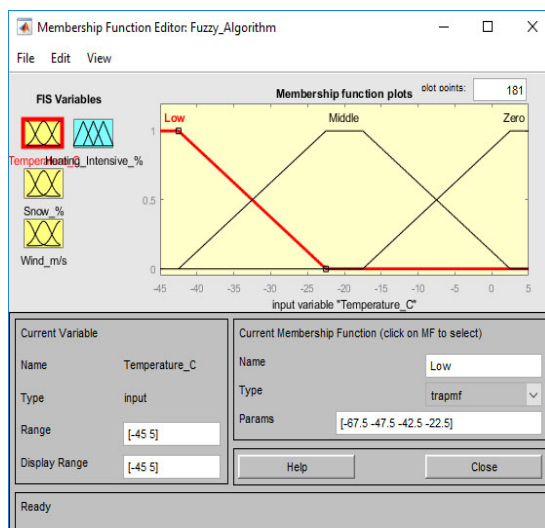 Membership Function Editor: Fuzzy_Algorithm
File Edit View
FIS Variables
Membership function plots plot points: 181
Low Middle Zero
1
0.5
0
-45 -40 -35 -30 -25 -20 -15 -10 -5 0 5
input variable "Temperature_C"
Temperature_C
Heating_Intensive_%
Snow_%
Wind_m/s
Current Variable
Name Temperature_C
Type input
Range [-45 5]
Display Range [-45 5]
Current Membership Function (click on MF to select)
Name Low
Type trapmf
Params [-67.5 -47.5 -42.5 -22.5]
Help Close
Ready